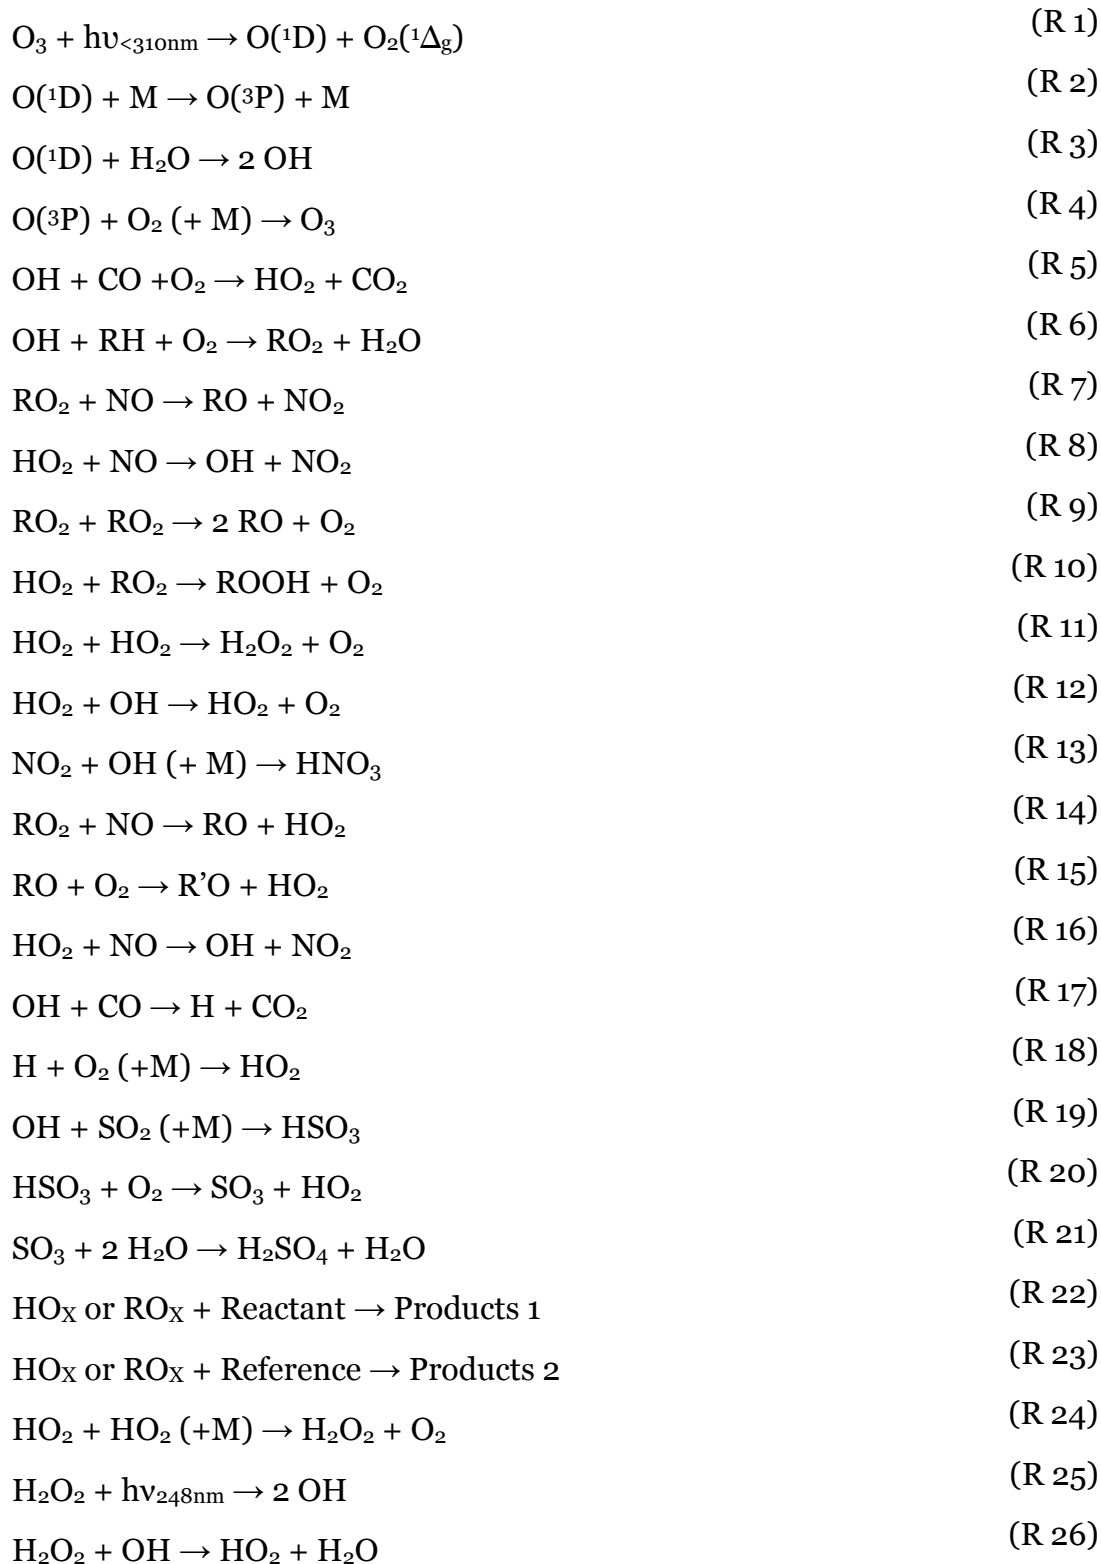 O₃ + hυ<310nm → O(¹D) + O₂(¹Δg) (R 1)
O(¹D) + M → O(³P) + M (R 2)
O(¹D) + H₂O → 2 OH (R 3)
O(³P) + O₂ (+ M) → O₃ (R 4)
OH + CO +O₂ → HO₂ + CO₂ (R 5)
OH + RH + O₂ → RO₂ + H₂O (R 6)
RO₂ + NO → RO + NO₂ (R 7)
HO₂ + NO → OH + NO₂ (R 8)
RO₂ + RO₂ → 2 RO + O₂ (R 9)
HO₂ + RO₂ → ROOH + O₂ (R 10)
HO₂ + HO₂ → H₂O₂ + O₂ (R 11)
HO₂ + OH → HO₂ + O₂ (R 12)
NO₂ + OH (+ M) → HNO₃ (R 13)
RO₂ + NO → RO + HO₂ (R 14)
RO + O₂ → R’O + HO₂ (R 15)
HO₂ + NO → OH + NO₂ (R 16)
OH + CO → H + CO₂ (R 17)
H + O₂ (+M) → HO₂ (R 18)
OH + SO₂ (+M) → HSO₃ (R 19)
HSO₃ + O₂ → SO₃ + HO₂ (R 20)
SO₃ + 2 H₂O → H₂SO₄ + H₂O (R 21)
HOX or ROX + Reactant → Products 1 (R 22)
HOX or ROX + Reference → Products 2 (R 23)
HO₂ + HO₂ (+M) → H₂O₂ + O₂ (R 24)
H₂O₂ + hν248nm → 2 OH (R 25)
H₂O₂ + OH → HO₂ + H₂O (R 26)